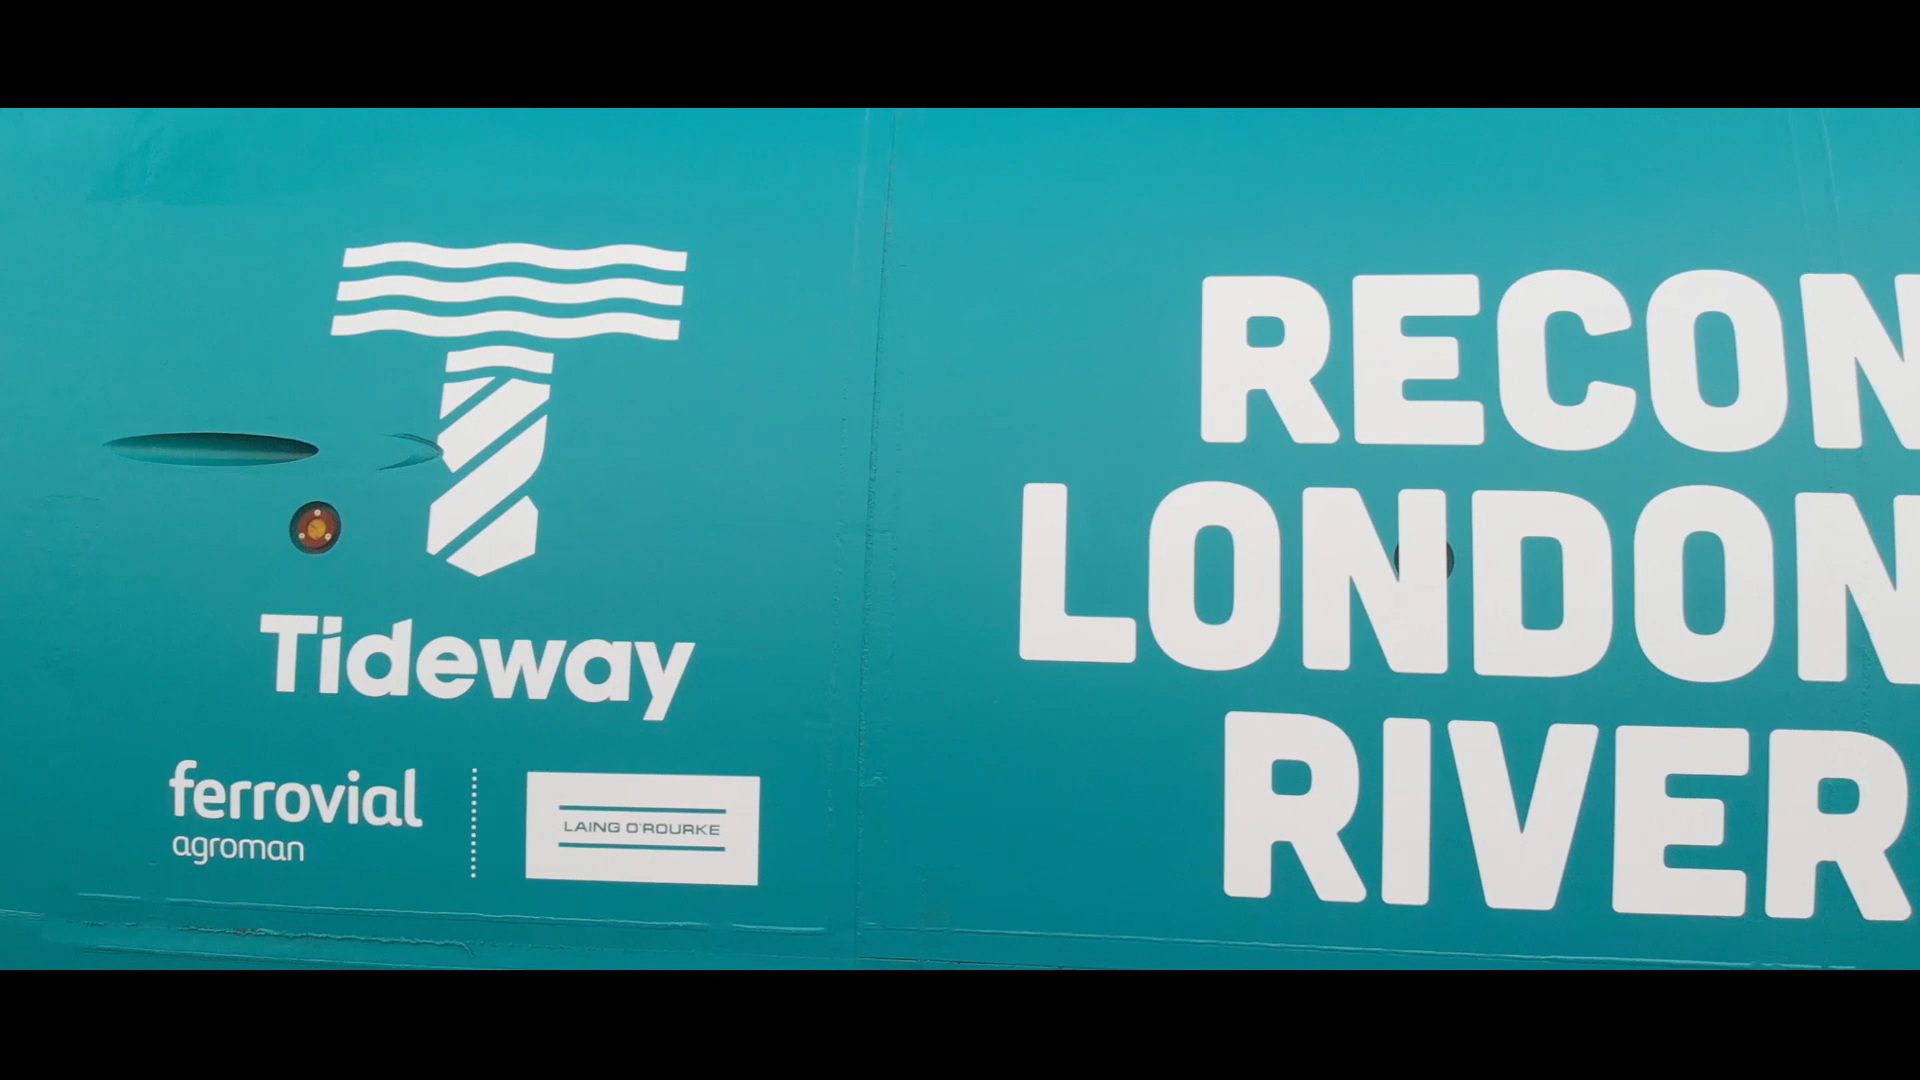 Tideway
ferrovial
agroman
LAING O'ROURKE
RECON
LONDON
RIVER